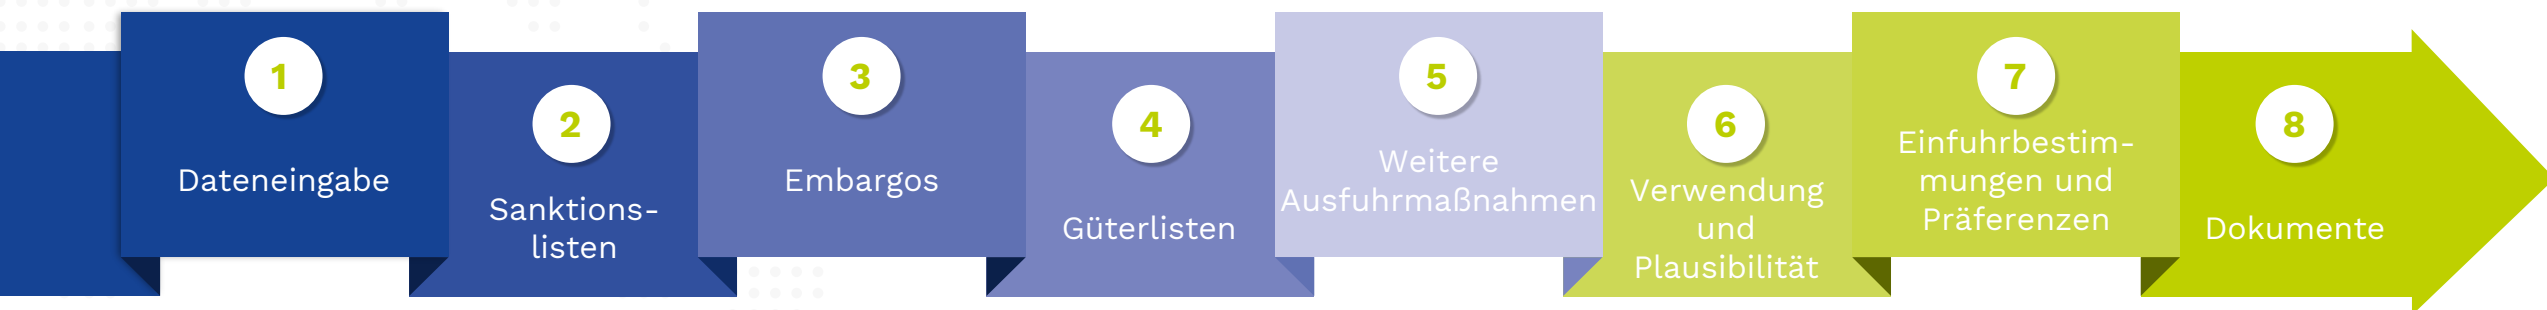 1
Dateneingabe
2
Sanktions-
listen
3
Embargos
4
Güterlisten
5
Weitere
Ausfuhrmaßnahmen
6
Verwendung
und
Plausibilität
7
Einfuhrbestim-
mungen und
Präferenzen
8
Dokumente